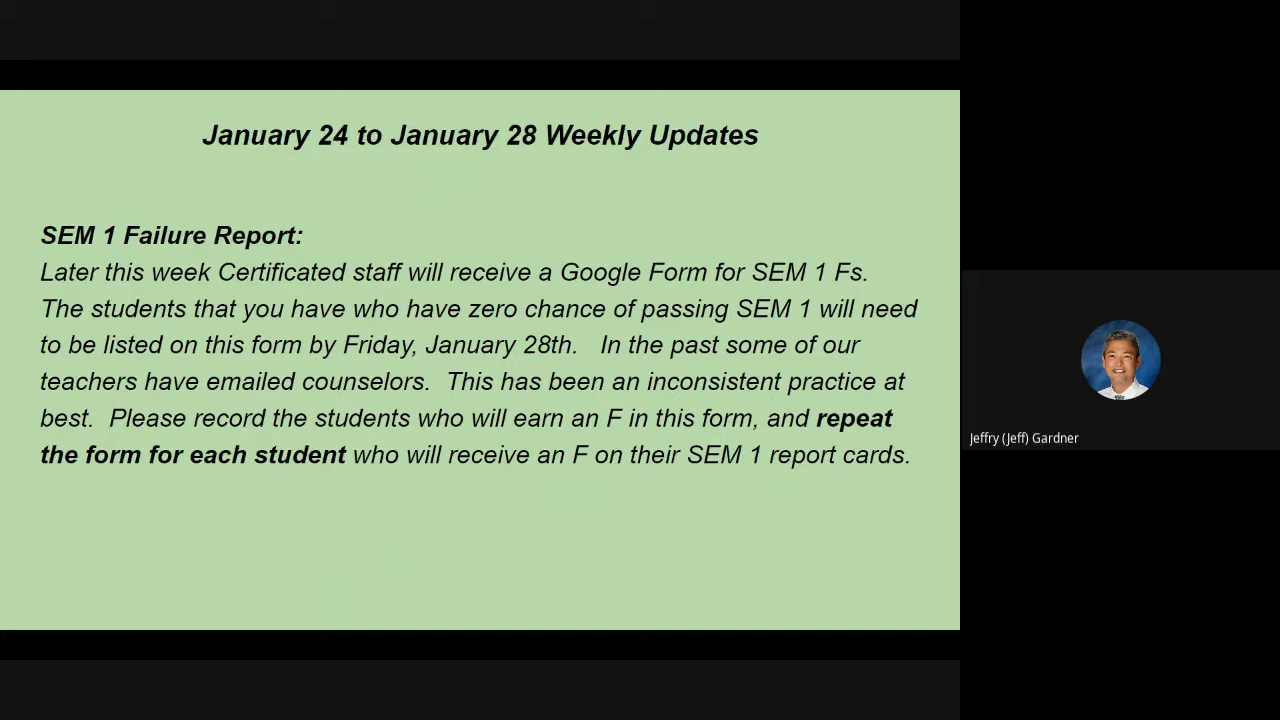 January 24 to January 28 Weekly Updates
SEM 1 Failure Report:
Later this week Certificated staff will receive a Google Form for SEM 1 Fs.
The students that you have who have zero chance of passing SEM 1 will need
to be listed on this form by Friday, January 28th.   In the past some of our
teachers have emailed counselors.  This has been an inconsistent practice at
best.  Please record the students who will earn an F in this form, and repeat
the form for each student who will receive an F on their SEM 1 report cards.
Jeffry (Jeff) Gardner